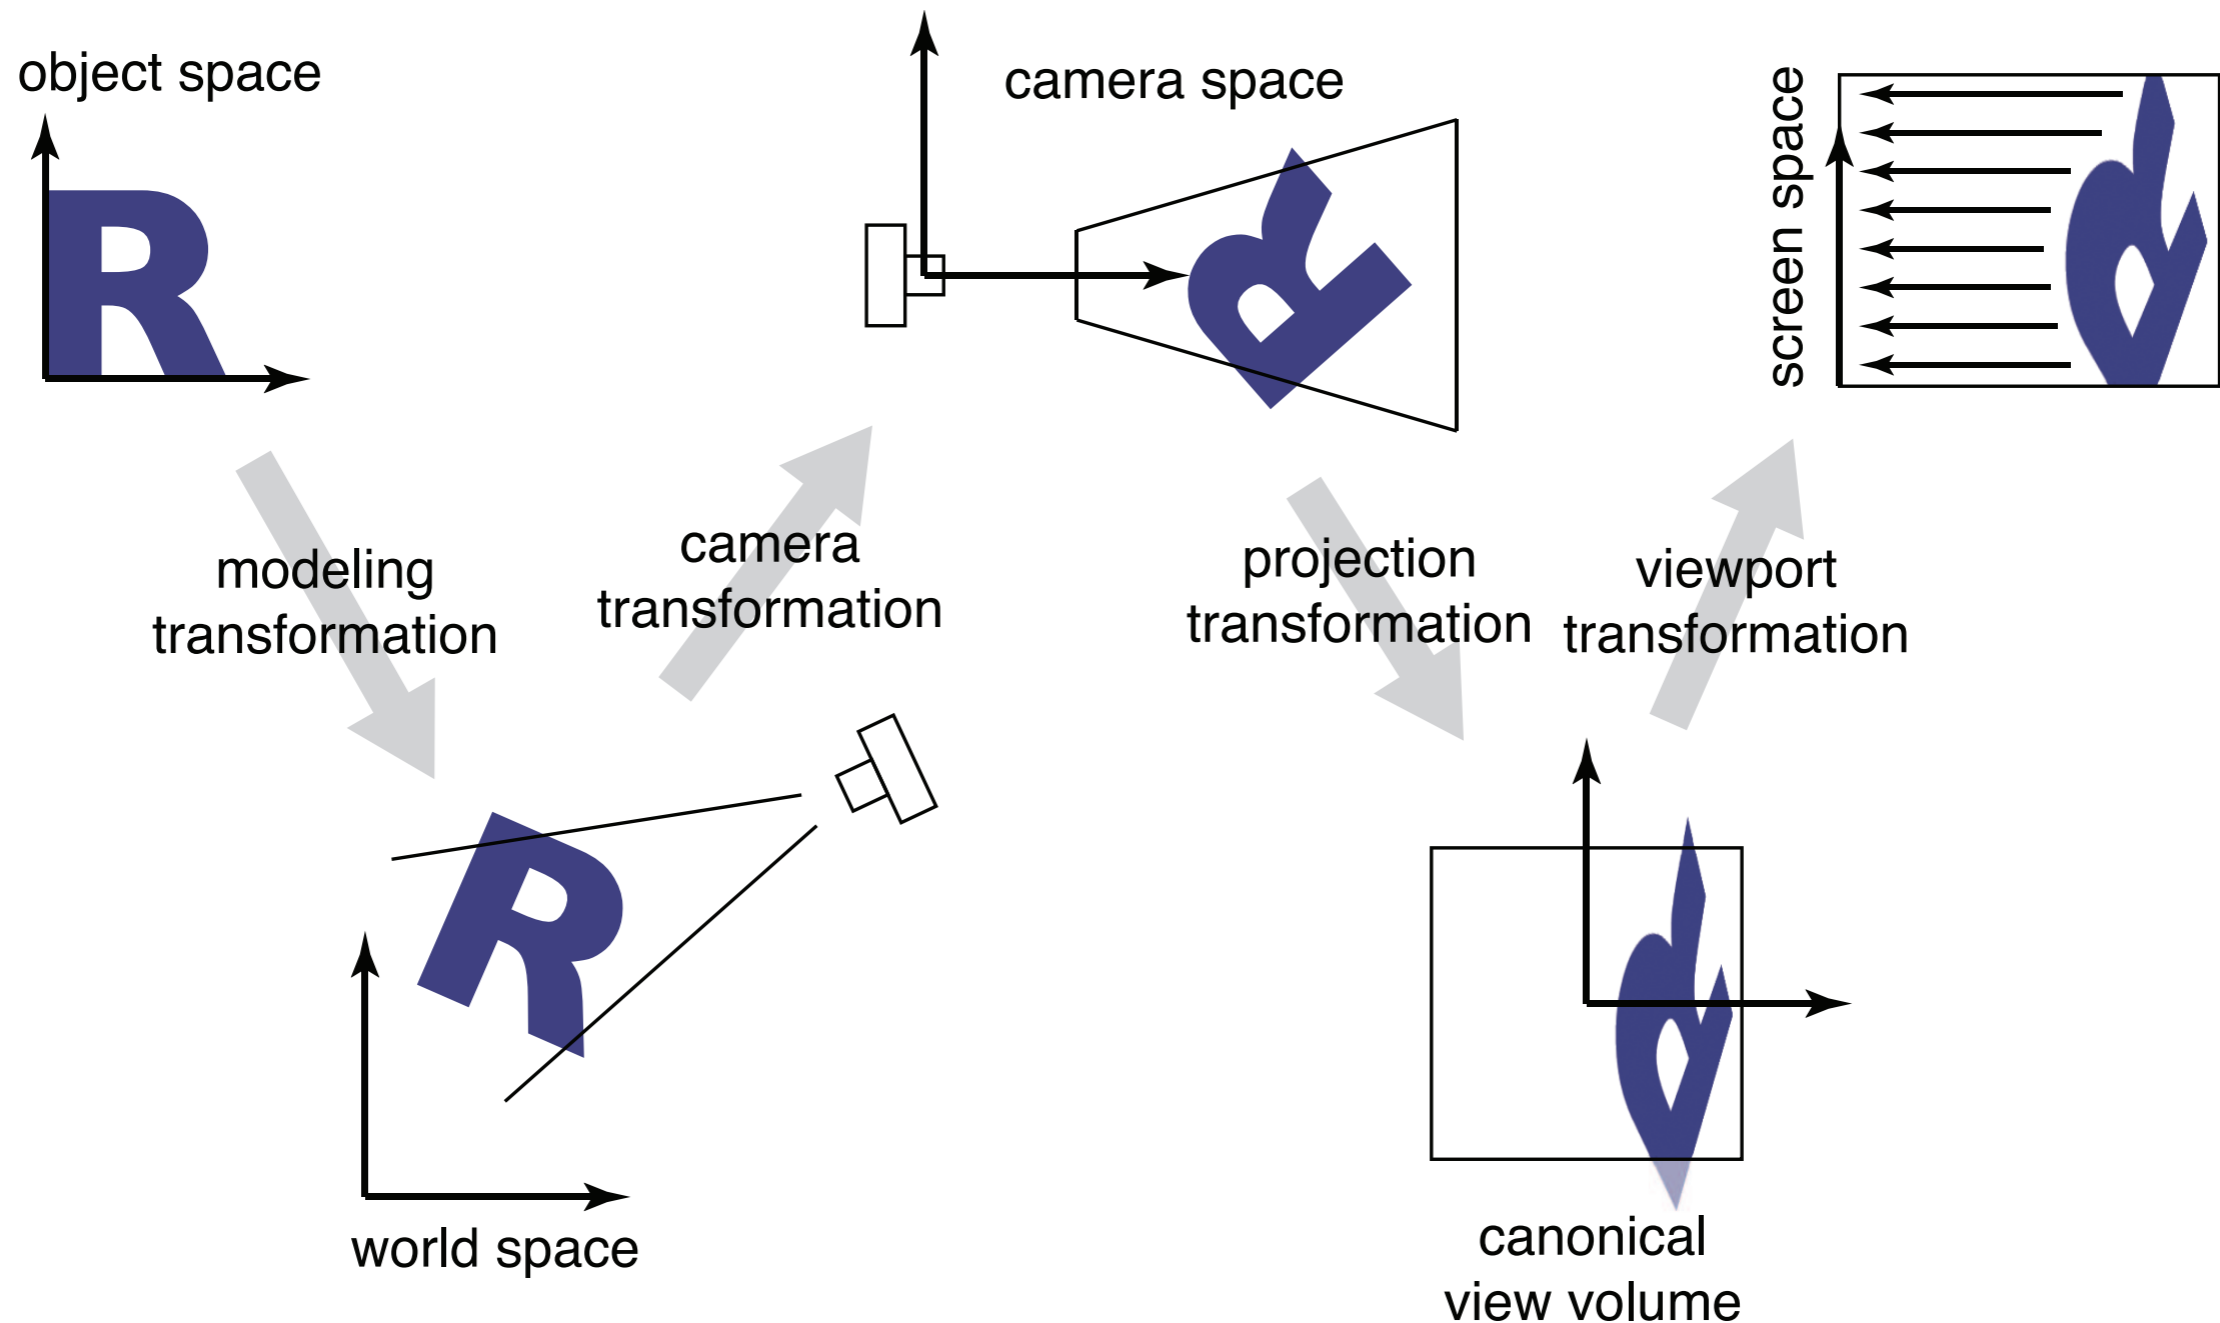 object space
camera space
screen space
modeling
transformation
camera
transformation
projection
transformation
viewport
transformation
world space
canonical
view volume
R
R
R
R
R